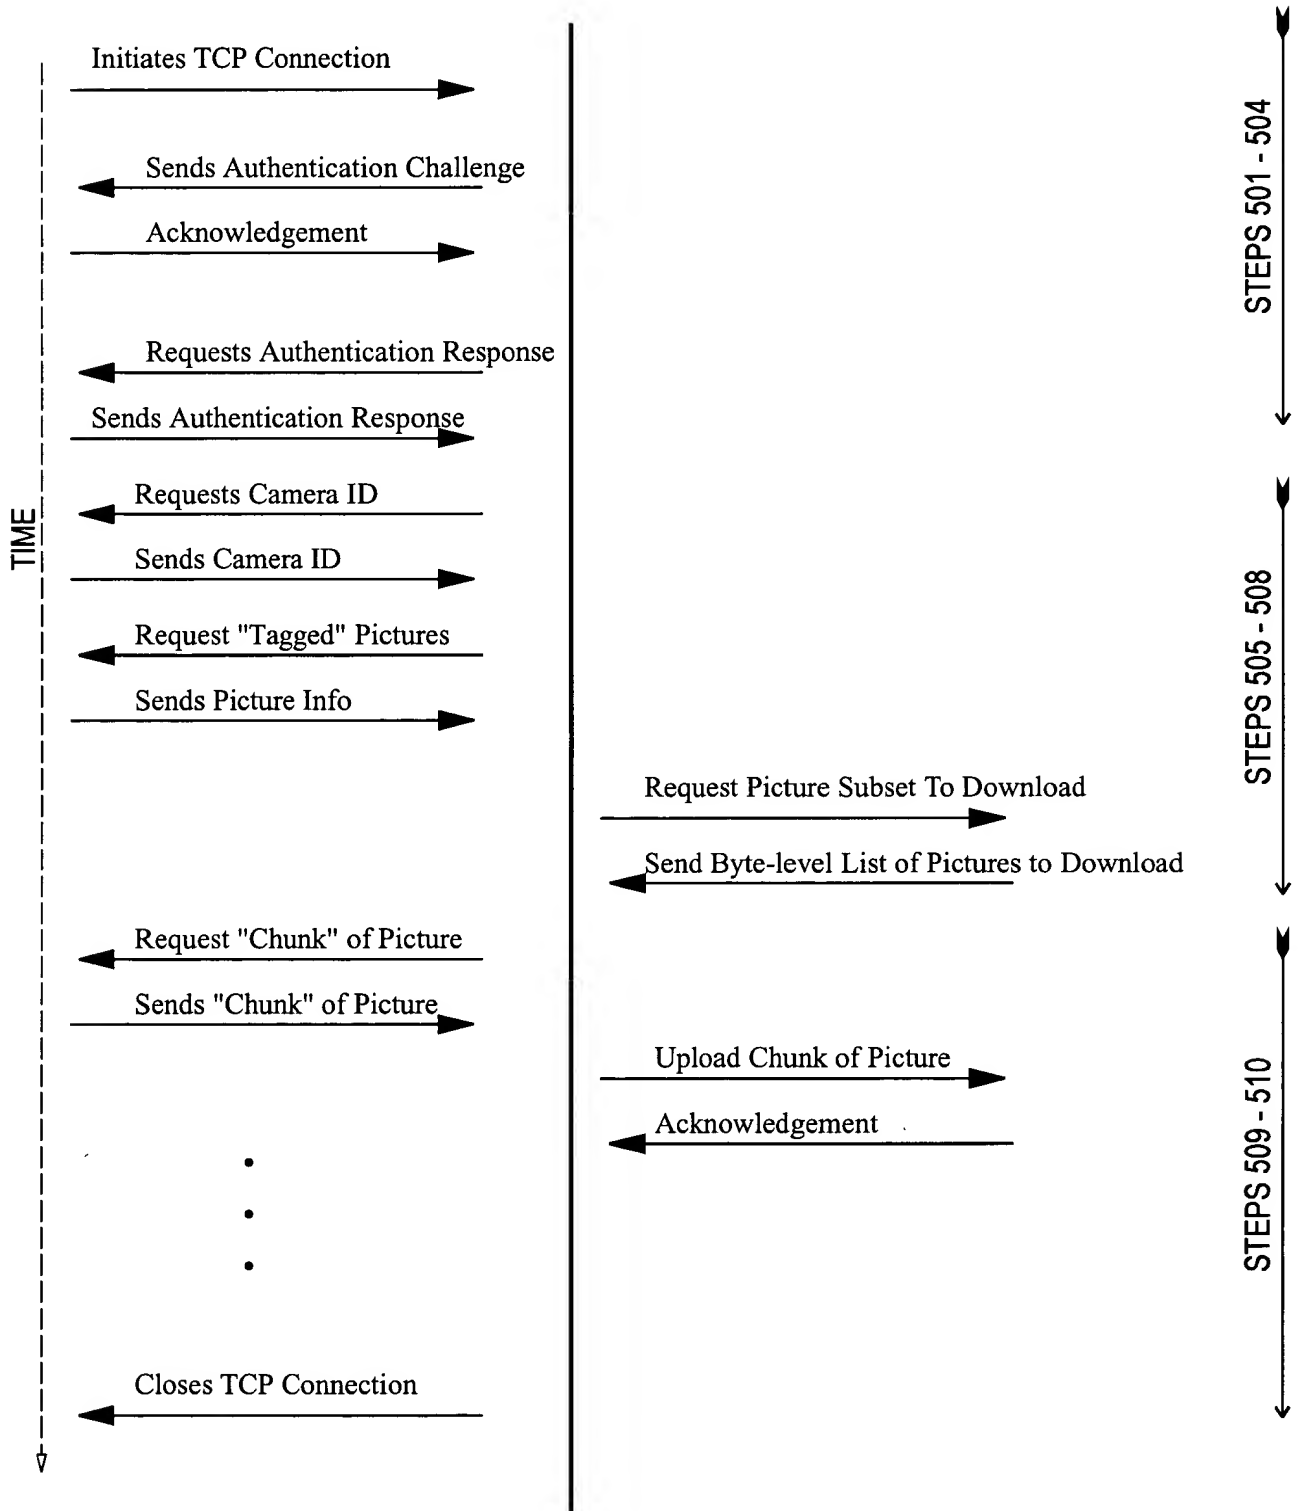 Initiates TCP Connection
Sends Authentication Challenge
Acknowledgement
Requests Authentication Response
Sends Authentication Response
Requests Camera ID
Sends Camera ID
Request "Tagged" Pictures
Sends Picture Info
Request Picture Subset To Download
Send Byte-level List of Pictures to Download
Request "Chunk" of Picture
Sends "Chunk" of Picture
Upload Chunk of Picture
Acknowledgement
Closes TCP Connection
TIME
STEPS 501 - 504
STEPS 505 - 508
STEPS 509 - 510